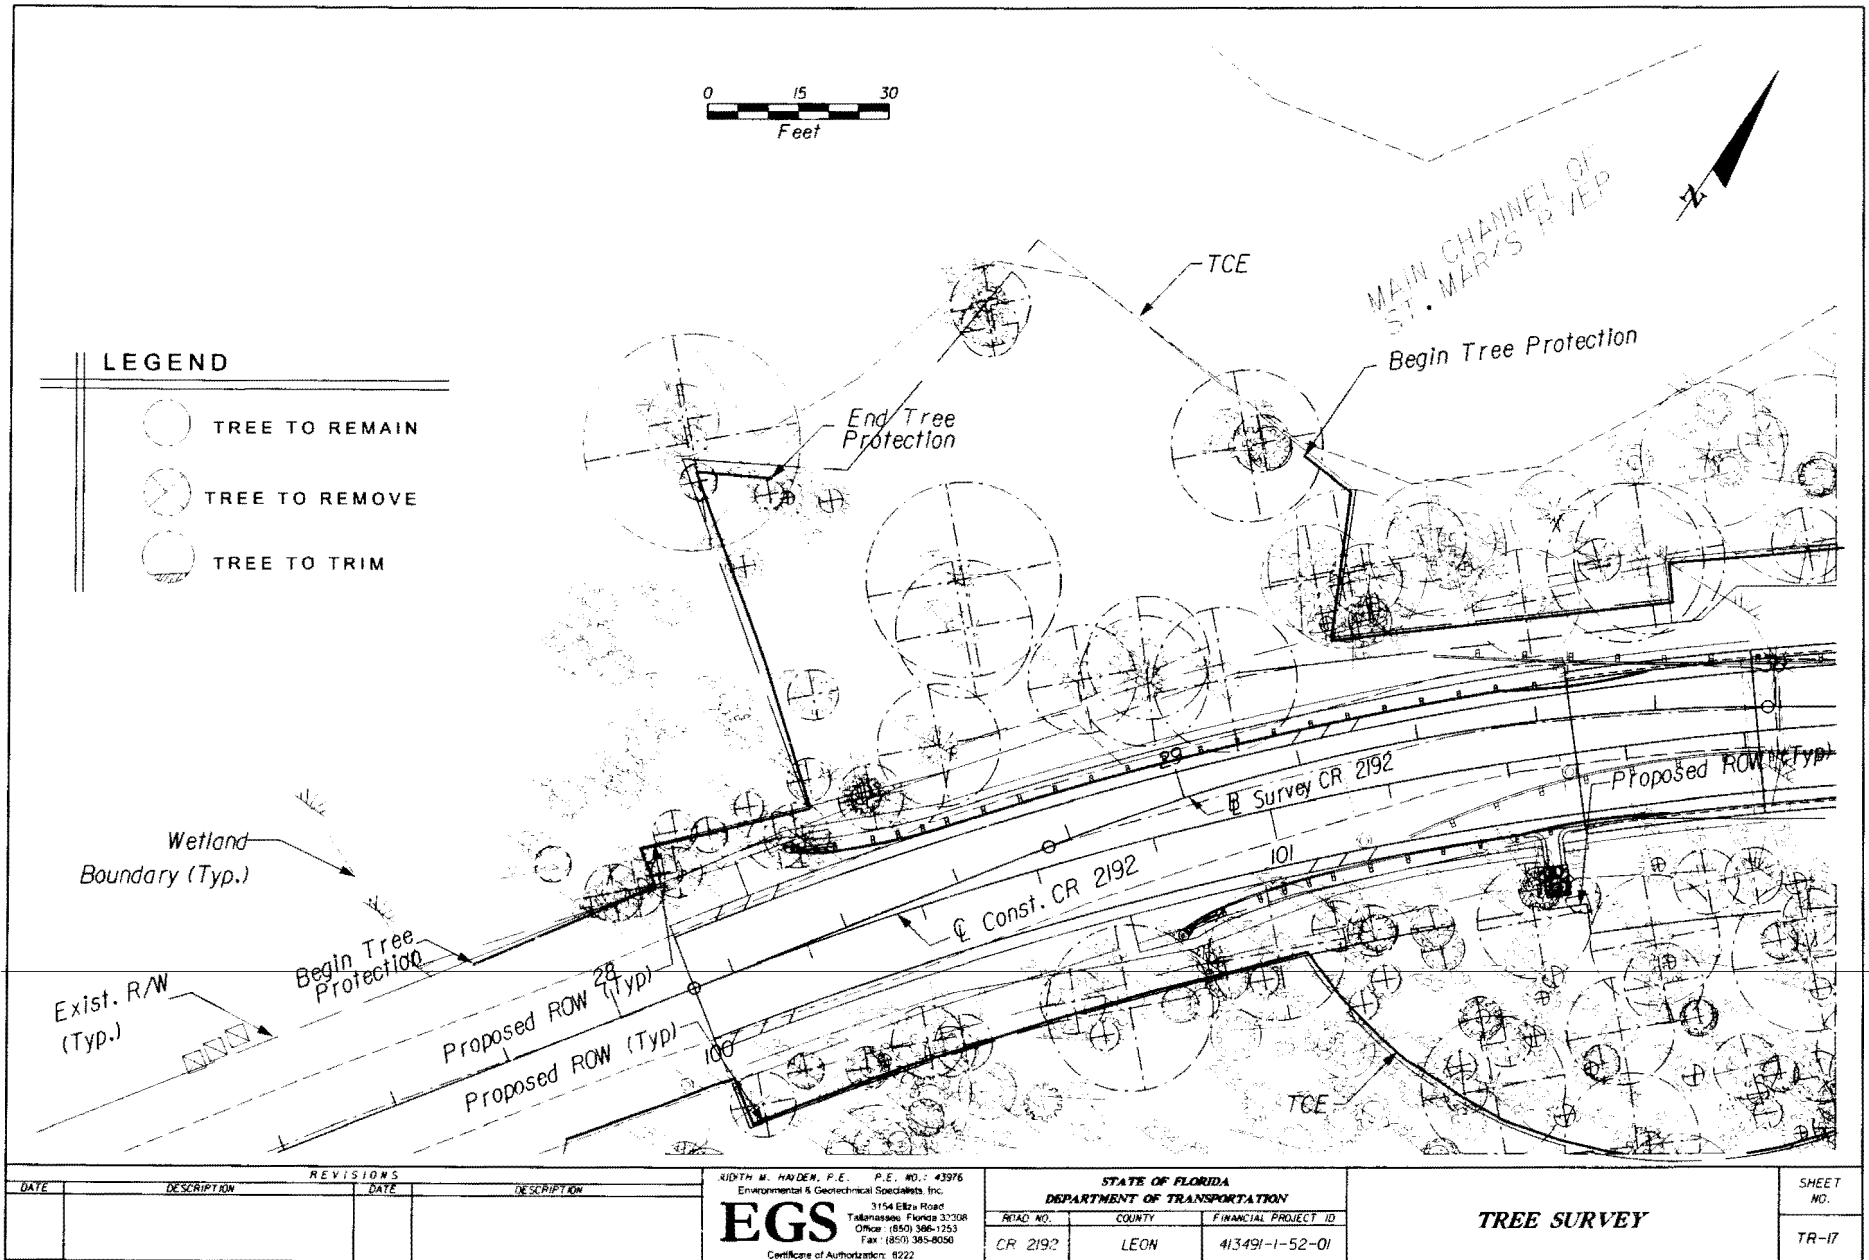 0 15 30
Feet
MAIN CHANNEL OF
TCE
Begin Tree Protection
LEGEND
End Tree
Protection
TREE TO REMAIN
TREE TO REMOVE
TREE TO TRIM
29
Survey CR 2192
Proposed ROW (Typ)
Wetland
Boundary (Typ.)
101
Const. CR 2192
Begin Tree
Protection
28
Exist. R/W
(Typ.)
Proposed ROW (Typ)
Proposed ROW (Typ)
100
TCE
REVISIONS
DATE DESCRIPTION DATE DESCRIPTION
M. HAYDEN, P.E. P.E. NO.: 43976
Environmental & Geotechnical Specialists, Inc.
EGS
3154 Eliza Road
Tallahassee, Florida 32308
Office : (850) 386-1253
Fax : (850) 385-8050
Certificate of Authorization: 8222
STATE OF FLORIDA
DEPARTMENT OF TRANSPORTATION
ROAD NO. COUNTY FINANCIAL PROJECT ID
CR 2192 LEON 413491-1-52-01
TREE SURVEY
SHEET
NO.
TR-17